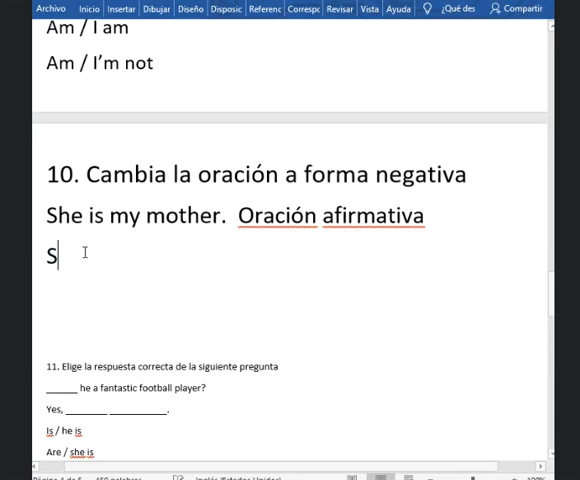 Archivo Inicio Insertar Dibujar Diseño Disposic Referenc Correspc Revisar Vista Ayuda ¿Qué des Compartir
Am / I am
Am / I'm not
10. Cambia la oración a forma negativa
She is my mother. Oración afirmativa
S
11. Elige la respuesta correcta de la siguiente pregunta
______ he a fantastic football player?
Yes, ________ ___________.
Is / he is
Are / she is